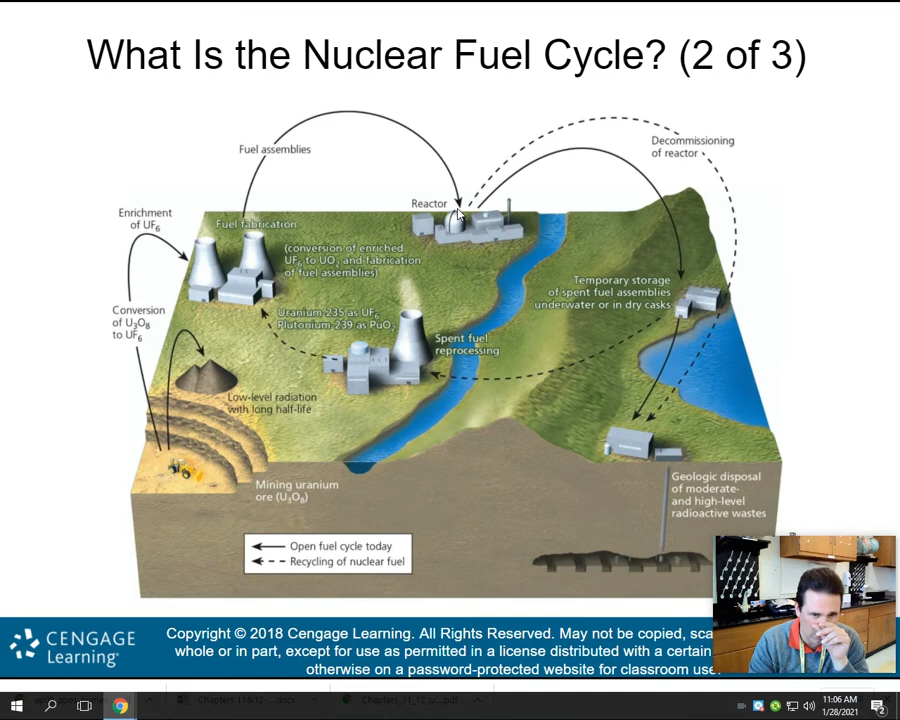 What Is the Nuclear Fuel Cycle? (2 of 3)
Fuel assemblies
Decommissioning
of reactor
Reactor
Enrichment
of UF₆
Fuel fabrication
(conversion of enriched
UF₆ to UO₂ and fabrication
of fuel assemblies)
Temporary storage
of spent fuel assemblies
underwater or in dry casks
Conversion
of U₃O₈
to UF₆
Uranium-235 as UF₆
Plutonium-239 as PuO₂
Spent fuel
reprocessing
Low-level radiation
with long half-life
Mining uranium
ore (U₃O₈)
Geologic disposal
of moderate-
and high-level
radioactive wastes
Open fuel cycle today
Recycling of nuclear fuel
CENGAGE
Learning™
Copyright © 2018 Cengage Learning. All Rights Reserved. May not be copied,
whole or in part, except for use as permitted in a license distributed with a certain
otherwise on a password-protected website for classroom
11:06 AM
1/28/2021
2